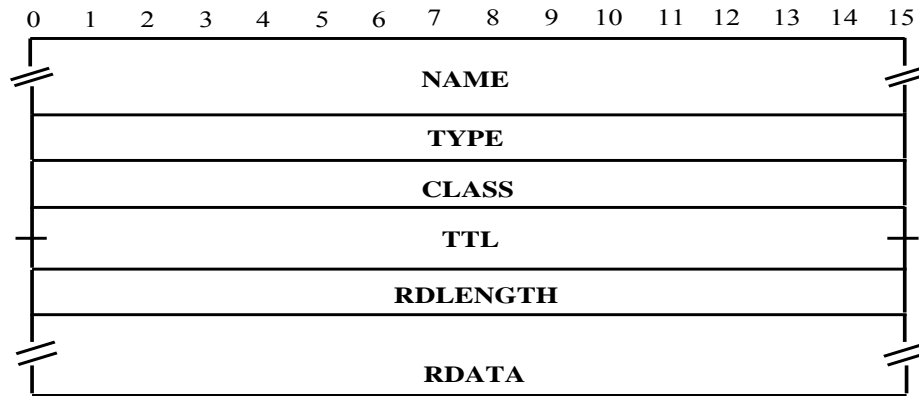 0 1 2 3 4 5 6 7 8 9 10 11 12 13 14 15
NAME
TYPE
CLASS
TTL
RDLENGTH
RDATA